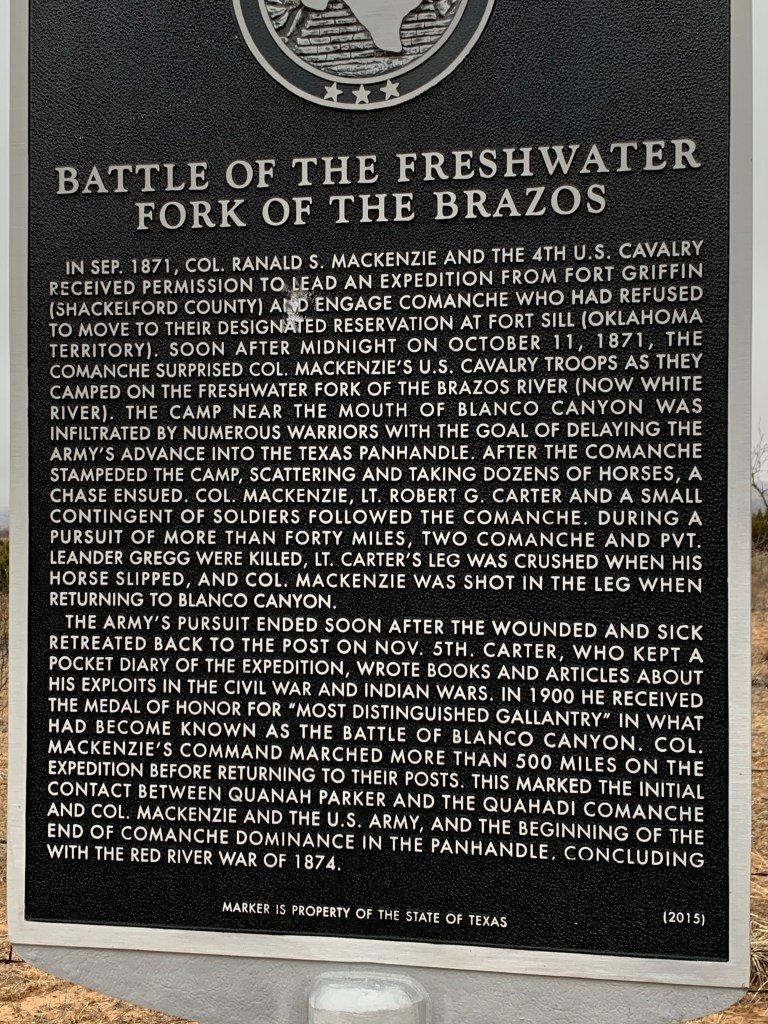 BATTLE OF THE FRESHWATER
FORK OF THE BRAZOS
IN SEP. 1871, COL. RANALD S. MACKENZIE AND THE 4TH U.S. CAVALRY
RECEIVED PERMISSION TO LEAD AN EXPEDITION FROM FORT GRIFFIN
(SHACKELFORD COUNTY) AND ENGAGE COMANCHE WHO HAD REFUSED
TO MOVE TO THEIR DESIGNATED RESERVATION AT FORT SILL (OKLAHOMA
TERRITORY). SOON AFTER MIDNIGHT ON OCTOBER 11, 1871, THE
COMANCHE SURPRISED COL. MACKENZIE'S U.S. CAVALRY TROOPS AS THEY
CAMPED ON THE FRESHWATER FORK OF THE BRAZOS RIVER (NOW WHITE
RIVER). THE CAMP NEAR THE MOUTH OF BLANCO CANYON WAS
INFILTRATED BY NUMEROUS WARRIORS WITH THE GOAL OF DELAYING THE
ARMY'S ADVANCE INTO THE TEXAS PANHANDLE. AFTER THE COMANCHE
STAMPEDED THE CAMP, SCATTERING AND TAKING DOZENS OF HORSES, A
CHASE ENSUED. COL. MACKENZIE, LT. ROBERT G. CARTER AND A SMALL
CONTINGENT OF SOLDIERS FOLLOWED THE COMANCHE. DURING A
PURSUIT OF MORE THAN FORTY MILES, TWO COMANCHE AND PVT.
LEANDER GREGG WERE KILLED, LT. CARTER'S LEG WAS CRUSHED WHEN HIS
HORSE SLIPPED, AND COL. MACKENZIE WAS SHOT IN THE LEG WHEN
RETURNING TO BLANCO CANYON.
THE ARMY'S PURSUIT ENDED SOON AFTER THE WOUNDED AND SICK
RETREATED BACK TO THE POST ON NOV. 5TH. CARTER, WHO KEPT A
POCKET DIARY OF THE EXPEDITION, WROTE BOOKS AND ARTICLES ABOUT
HIS EXPLOITS IN THE CIVIL WAR AND INDIAN WARS. IN 1900 HE RECEIVED
THE MEDAL OF HONOR FOR "MOST DISTINGUISHED GALLANTRY" IN WHAT
HAD BECOME KNOWN AS THE BATTLE OF BLANCO CANYON. COL.
MACKENZIE'S COMMAND MARCHED MORE THAN 500 MILES ON THE
EXPEDITION BEFORE RETURNING TO THEIR POSTS. THIS MARKED THE INITIAL
CONTACT BETWEEN QUANAH PARKER AND THE QUAHADI COMANCHE
AND COL. MACKENZIE AND THE U.S. ARMY, AND THE BEGINNING OF THE
END OF COMANCHE DOMINANCE IN THE PANHANDLE, CONCLUDING
WITH THE RED RIVER WAR OF 1874.
MARKER IS PROPERTY OF THE STATE OF TEXAS
(2015)